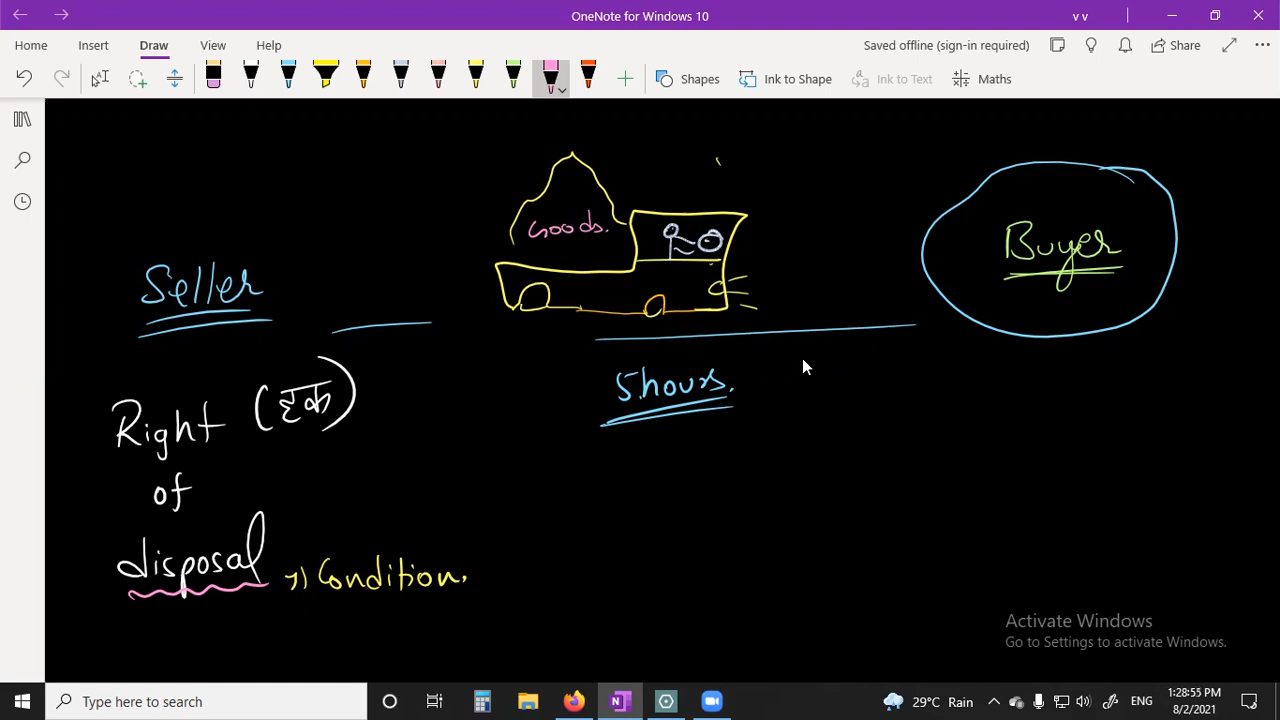 OneNote for Windows 10
v v
Home Insert Draw View Help
Saved offline (sign-in required)
Share
Shapes
Ink to Shape
Ink to Text
Maths
Goods.
Buyer
Seller
5hours.
Right (हक)
of
disposal
Condition.
Activate Windows
Go to Settings to activate Windows.
Type here to search
29°C Rain
ENG
1:28:55 PM
8/2/2021